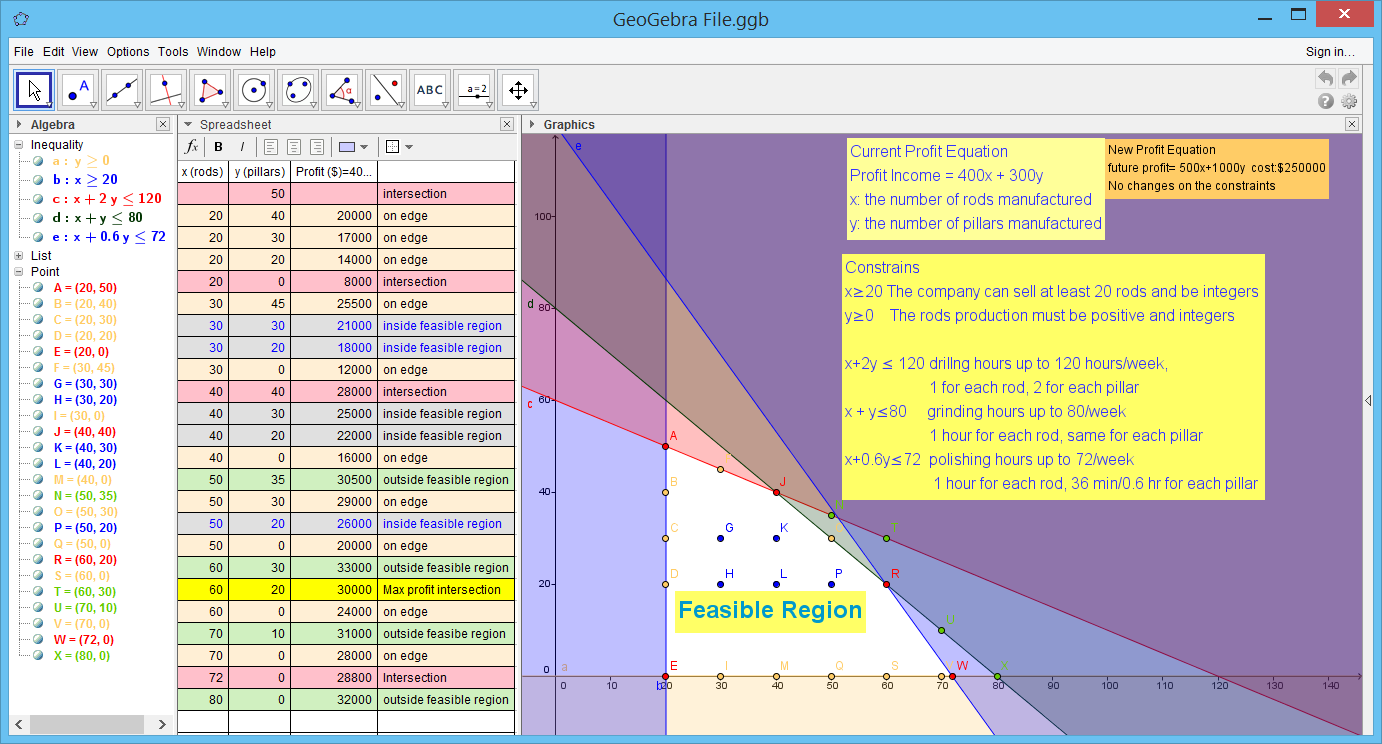 GeoGebra File.ggb
File Edit View Options Tools Window Help
Sign in…
A
α
ABC
a=2
Algebra
Inequality
a : y ≥ 0
b : x ≥ 20
c : x + 2 y ≤ 120
d : x + y ≤ 80
e : x + 0.6 y ≤ 72
List
Point
A = (20, 50)
B = (20, 40)
C = (20, 30)
D = (20, 20)
E = (20, 0)
F = (30, 45)
G = (30, 30)
H = (30, 20)
I = (30, 0)
J = (40, 40)
K = (40, 30)
L = (40, 20)
M = (40, 0)
N = (50, 35)
O = (50, 30)
P = (50, 20)
Q = (50, 0)
R = (60, 20)
S = (60, 0)
T = (60, 30)
U = (70, 10)
V = (70, 0)
W = (72, 0)
X = (80, 0)
Spreadsheet
fx B I
x (rods) y (pillars) Profit ($)=40...
50 intersection
20 40 20000 on edge
20 30 17000 on edge
20 20 14000 on edge
20 0 8000 intersection
30 45 25500 on edge
30 30 21000 inside feasible region
30 20 18000 inside feasible region
30 0 12000 on edge
40 40 28000 intersection
40 30 25000 inside feasible region
40 20 22000 inside feasible region
40 0 16000 on edge
50 35 30500 outside feasible region
50 30 29000 on edge
50 20 26000 inside feasible region
50 0 20000 on edge
60 30 33000 outside feasible region
60 20 30000 Max profit intersection
60 0 24000 on edge
70 10 31000 outside feasibe region
70 0 28000 on edge
72 0 28800 Intersection
80 0 32000 outside feasible region
Graphics
e
Current Profit Equation
Profit Income = 400x + 300y
x: the number of rods manufactured
y: the number of pillars manufactured
New Profit Equation
future profit= 500x+1000y cost:$250000
No changes on the constraints
Constrains
x≥20 The company can sell at least 20 rods and be integers
y≥0 The rods production must be positive and integers
x+2y ≤ 120 drillng hours up to 120 hours/week,
1 for each rod, 2 for each pillar
x + y≤80 grinding hours up to 80/week
1 hour for each rod, same for each pillar
x+0.6y≤72 polishing hours up to 72/week
1 hour for each rod, 36 min/0.6 hr for each pillar
100
d
80
60
c
A
B
J
40
N
C G K T
D H L P R
20
Feasible Region
0
a
E I M Q S W X
b
0 10 20 30 40 50 60 70 80 90 100 110 120 130 140